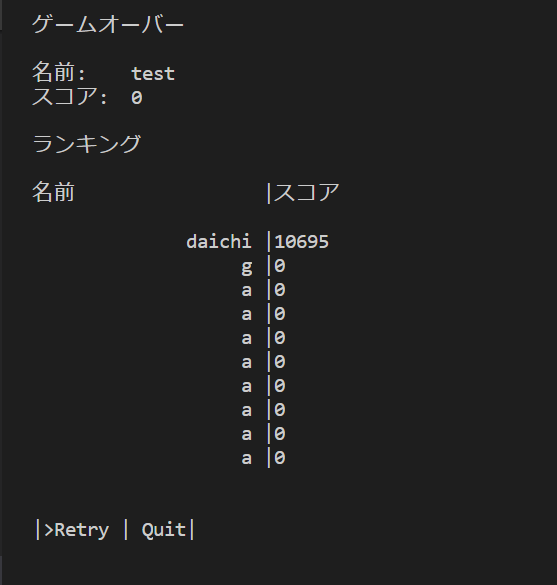 ゲームオーバー
名前: test
スコア: 0
ランキング
名前 |スコア
daichi |10695
g |0
a |0
a |0
a |0
a |0
a |0
a |0
a |0
a |0
|>Retry | Quit|